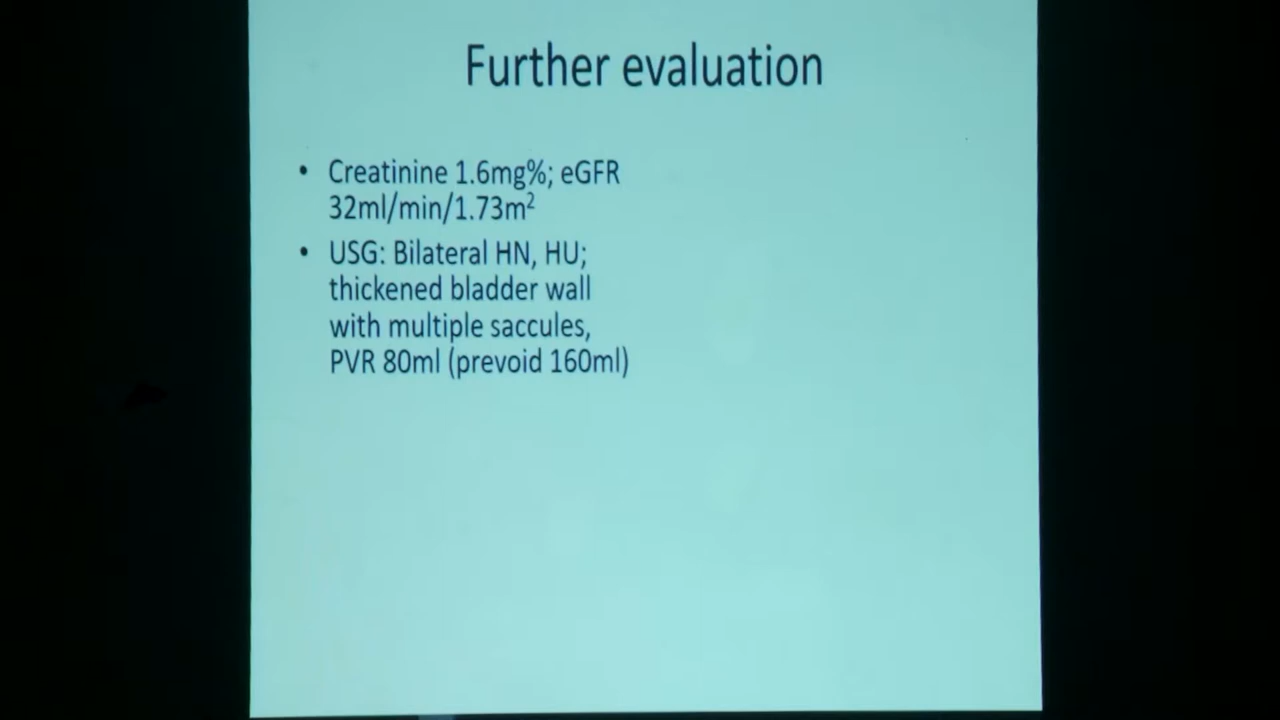 Further evaluation
• Creatinine 1.6mg%; eGFR
32ml/min/1.73m²
• USG: Bilateral HN, HU;
thickened bladder wall
with multiple saccules,
PVR 80ml (prevoid 160ml)